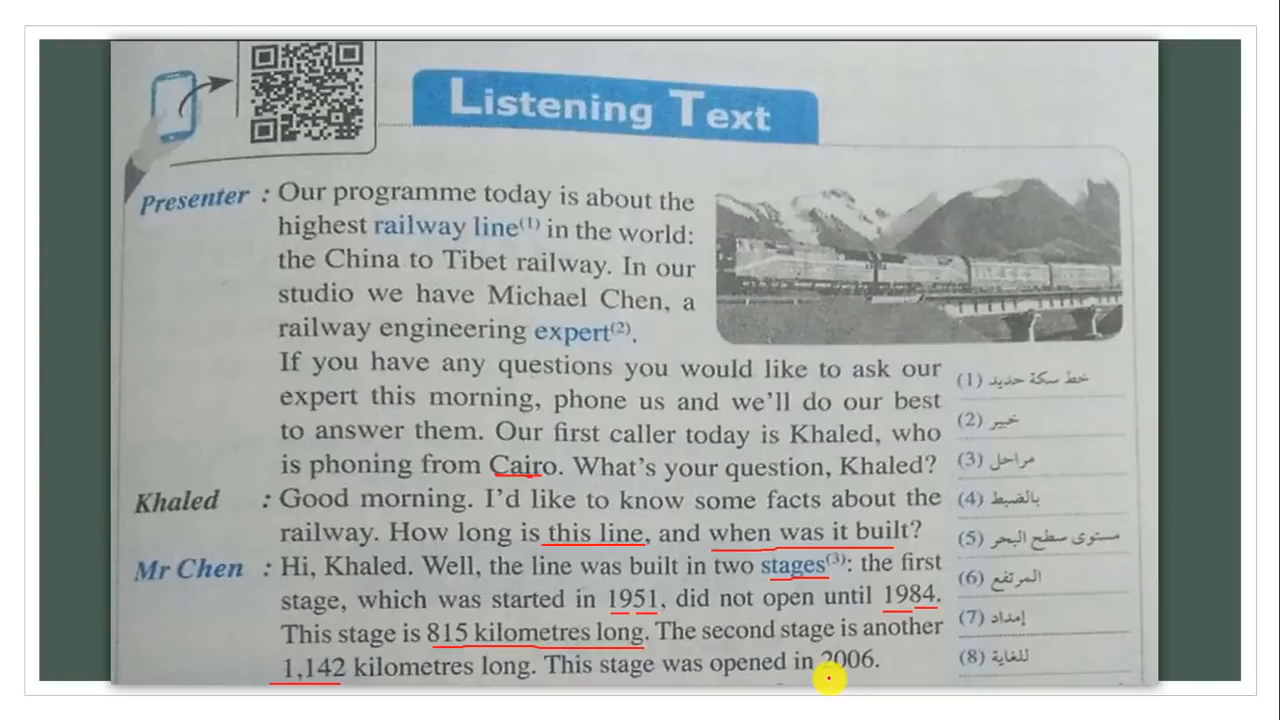 Listening Text
Presenter : Our programme today is about the
highest railway line(1) in the world:
the China to Tibet railway. In our
studio we have Michael Chen, a
railway engineering expert(2).
If you have any questions you would like to ask our
expert this morning, phone us and we'll do our best
to answer them. Our first caller today is Khaled, who
is phoning from Cairo. What's your question, Khaled?
Khaled : Good morning. I'd like to know some facts about the
railway. How long is this line, and when was it built?
Mr Chen : Hi, Khaled. Well, the line was built in two stages(3): the first
stage, which was started in 1951, did not open until 1984.
This stage is 815 kilometres long. The second stage is another
1,142 kilometres long. This stage was opened in 2006.
(1) خط سكة حديد
(2) خبير
(3) مراحل
(4) بالضبط
(5) مستوى سطح البحر
(6) المرتفع
(7) إمداد
(8) للغاية